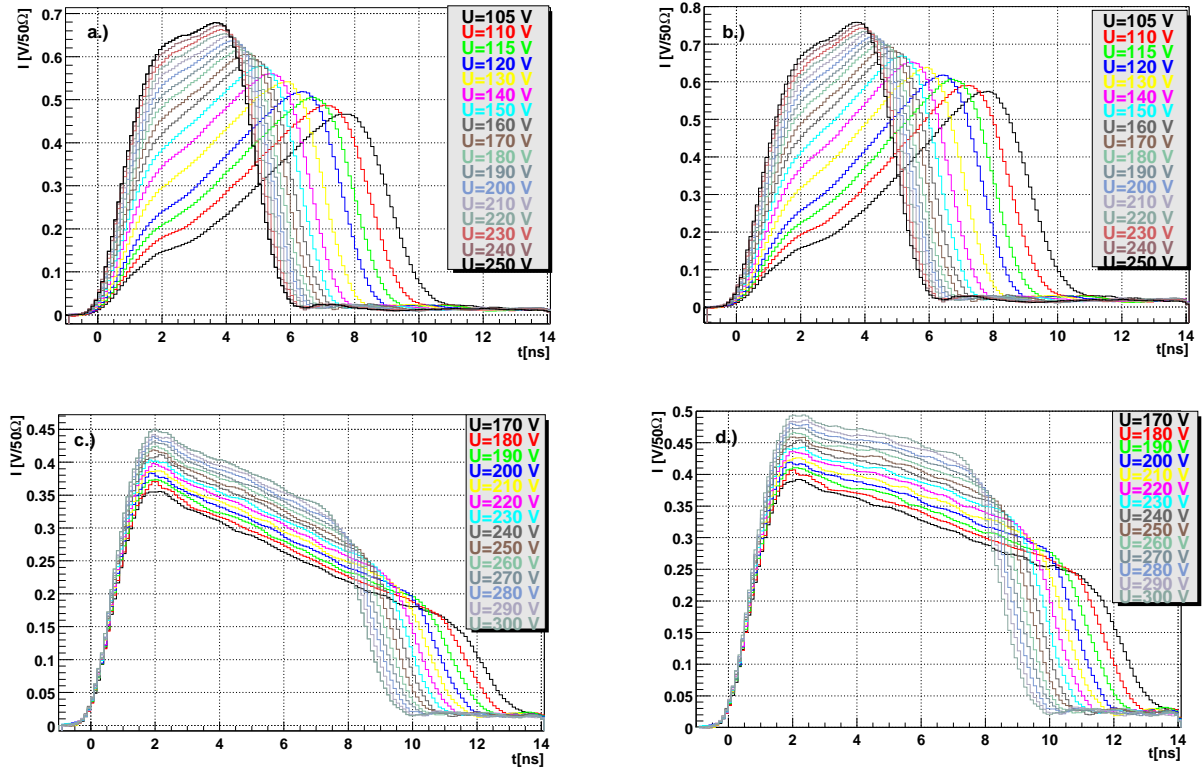 a.)
I [V/50Ω]
0.7
0.6
0.5
0.4
0.3
0.2
0.1
0
0 2 4 6 8 10 12 14
t[ns]
U=105 V
U=110 V
U=115 V
U=120 V
U=130 V
U=140 V
U=150 V
U=160 V
U=170 V
U=180 V
U=190 V
U=200 V
U=210 V
U=220 V
U=230 V
U=240 V
U=250 V
b.)
I [V/50Ω]
0.8
0.7
0.6
0.5
0.4
0.3
0.2
0.1
0
0 2 4 6 8 10 12 14
t[ns]
U=105 V
U=110 V
U=115 V
U=120 V
U=130 V
U=140 V
U=150 V
U=160 V
U=170 V
U=180 V
U=190 V
U=200 V
U=210 V
U=220 V
U=230 V
U=240 V
U=250 V
c.)
I [V/50Ω]
0.45
0.4
0.35
0.3
0.25
0.2
0.15
0.1
0.05
0
0 2 4 6 8 10 12 14
t[ns]
U=170 V
U=180 V
U=190 V
U=200 V
U=210 V
U=220 V
U=230 V
U=240 V
U=250 V
U=260 V
U=270 V
U=280 V
U=290 V
U=300 V
d.)
I [V/50Ω]
0.5
0.45
0.4
0.35
0.3
0.25
0.2
0.15
0.1
0.05
0
0 2 4 6 8 10 12 14
t[ns]
U=170 V
U=180 V
U=190 V
U=200 V
U=210 V
U=220 V
U=230 V
U=240 V
U=250 V
U=260 V
U=270 V
U=280 V
U=290 V
U=300 V